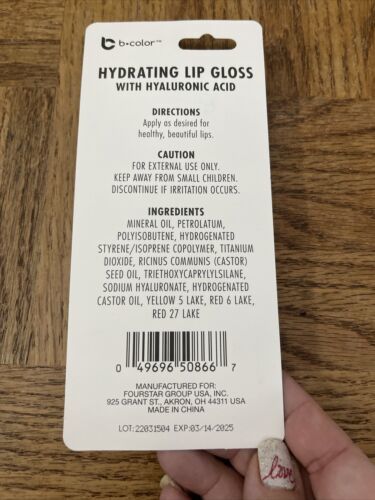 b•color™
HYDRATING LIP GLOSS
WITH HYALURONIC ACID
DIRECTIONS
Apply as desired for
healthy, beautiful lips.
CAUTION
FOR EXTERNAL USE ONLY.
KEEP AWAY FROM SMALL CHILDREN.
DISCONTINUE IF IRRITATION OCCURS.
INGREDIENTS
MINERAL OIL, PETROLATUM,
POLYISOBUTENE, HYDROGENATED
STYRENE/ISOPRENE COPOLYMER, TITANIUM
DIOXIDE, RICINUS COMMUNIS (CASTOR)
SEED OIL, TRIETHOXYCAPRYLYLSILANE,
SODIUM HYALURONATE, HYDROGENATED
CASTOR OIL, YELLOW 5 LAKE, RED 6 LAKE,
RED 27 LAKE
0 49696 50866 7
MANUFACTURED FOR:
FOURSTAR GROUP USA, INC.
925 GRANT ST., AKRON, OH 44311 USA
MADE IN CHINA
LOT: 22031504 EXP: 03/14/2025
love